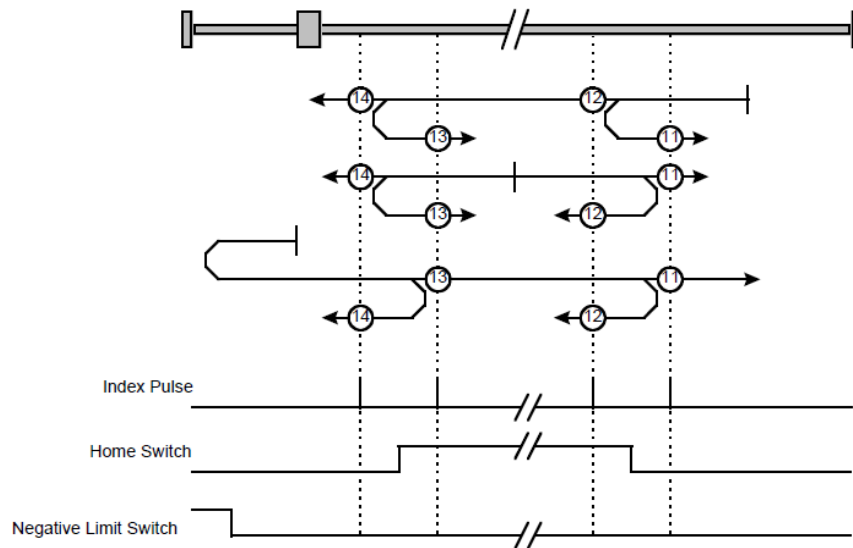 14 12
13 11
14 11
13 12
13 11
14 12
Index Pulse
Home Switch
Negative Limit Switch